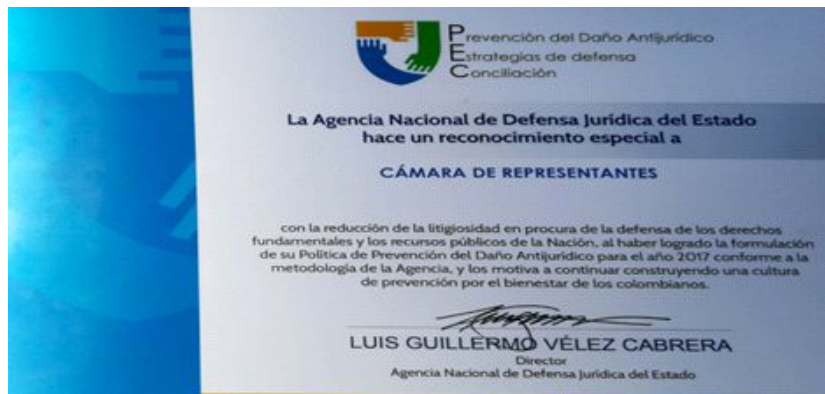 Prevención del Daño Antijurídico
Estrategias de defensa
Conciliación
La Agencia Nacional de Defensa Jurídica del Estado
hace un reconocimiento especial a
CÁMARA DE REPRESENTANTES
con la reducción de la litigiosidad en procura de la defensa de los derechos
fundamentales y los recursos públicos de la Nación, al haber logrado la formulación
de su Política de Prevención del Daño Antijurídico para el año 2017 conforme a la
metodología de la Agencia, y los motiva a continuar construyendo una cultura
de prevención por el bienestar de los colombianos.
LUIS GUILLERMO VÉLEZ CABRERA
Director
Agencia Nacional de Defensa Jurídica del Estado